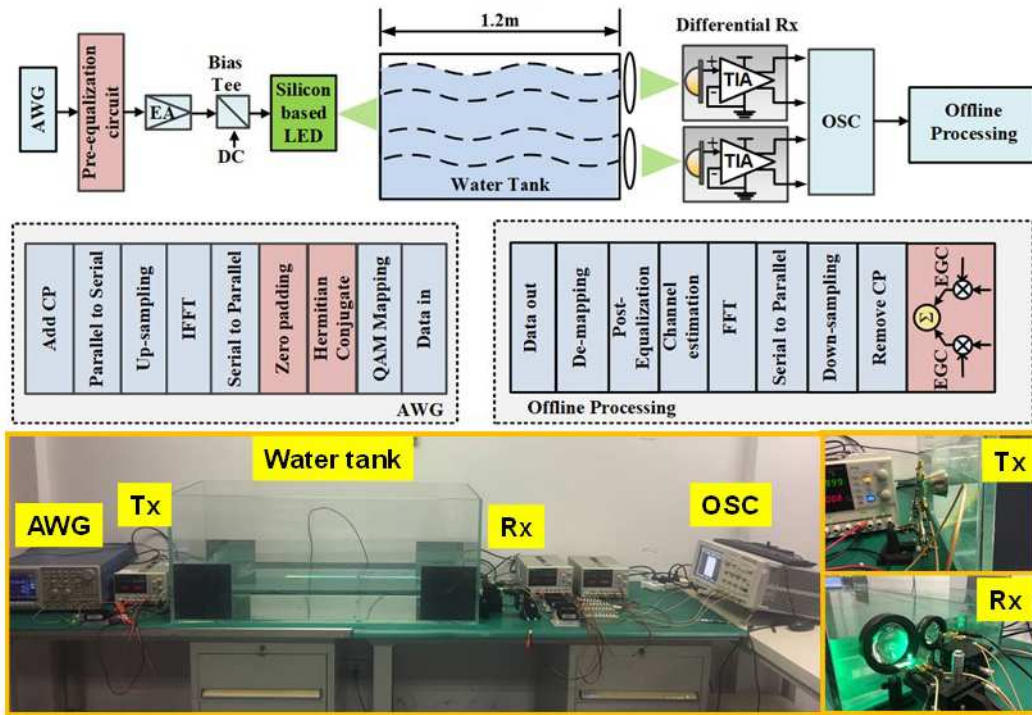 1.2m
Differential Rx
AWG
Pre-equalization
circuit
EA
Bias
Tee
DC
Silicon
based
LED
Water Tank
+
-
TIA
+
-
TIA
OSC
Offline
Processing
Add CP
Parallel to Serial
Up-sampling
IFFT
Serial to Parallel
Zero padding
Hermitian
Conjugate
QAM Mapping
Data in
AWG
Data out
De-mapping
Post-
Equalization
Channel
estimation
FFT
Serial to Parallel
Down-sampling
Remove CP
EGC
Σ
EGC
Offline Processing
Water tank
AWG
Tx
Rx
OSC
Tx
Rx